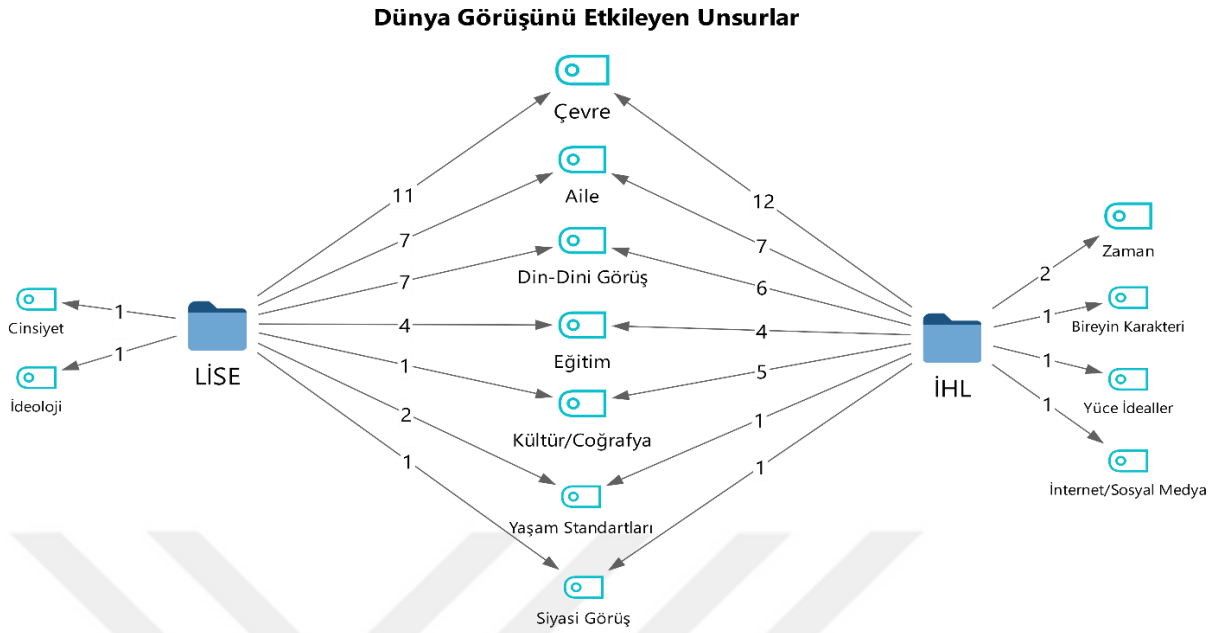 Dünya Görüşünü Etkileyen Unsurlar
Çevre
Aile
Din-Dini Görüş
Eğitim
Kültür/Coğrafya
Yaşam Standartları
Siyasi Görüş
LİSE
11
7
7
4
1
2
1
Cinsiyet
1
İdeoloji
1
İHL
12
7
6
4
5
1
1
Zaman
2
Bireyin Karakteri
1
Yüce İdealler
1
İnternet/Sosyal Medya
1